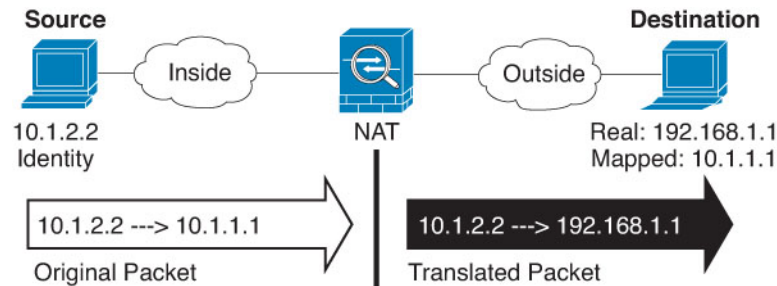 Source
Destination
Inside
Outside
10.1.2.2
Identity
NAT
Real: 192.168.1.1
Mapped: 10.1.1.1
10.1.2.2 ---> 10.1.1.1
10.1.2.2 ---> 192.168.1.1
Original Packet
Translated Packet